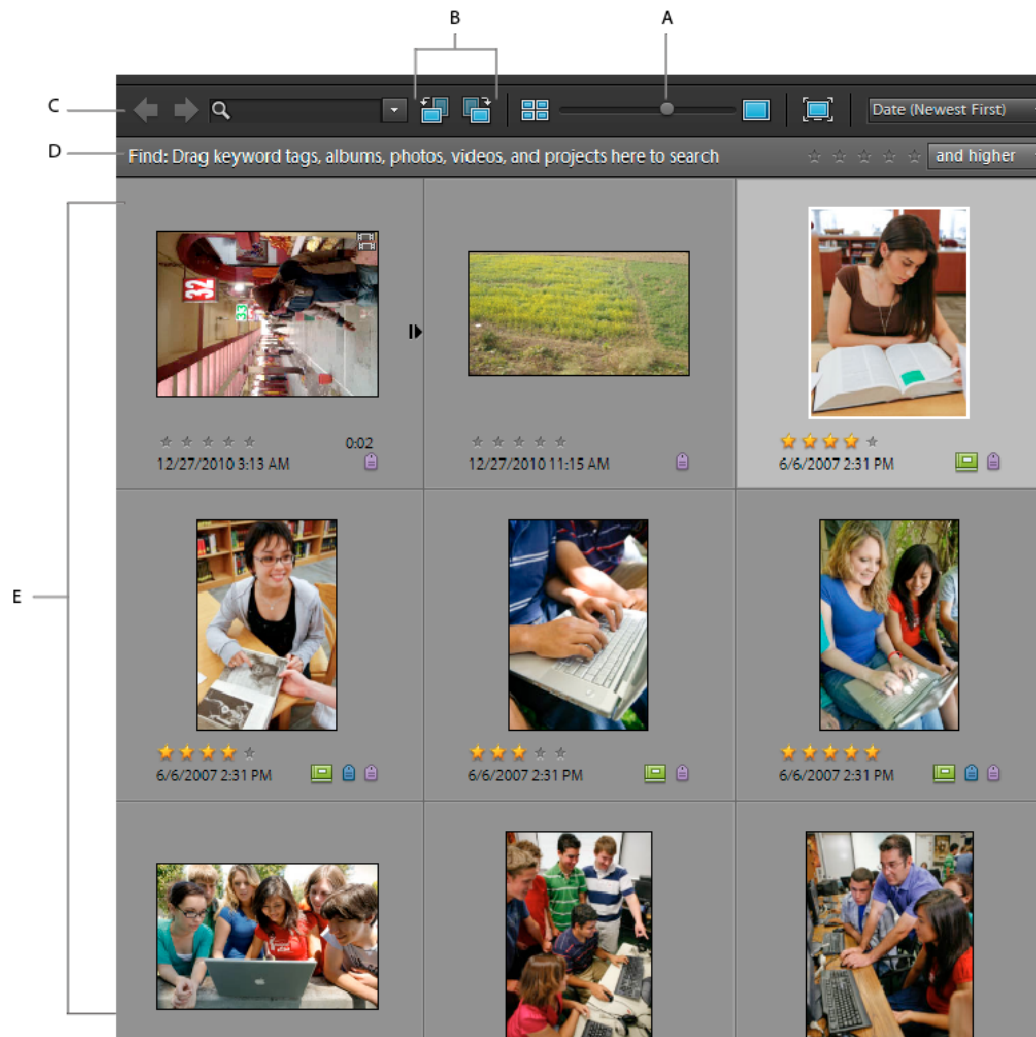 B A
C
Date (Newest First)
D
Find: Drag keyword tags, albums, photos, videos, and projects here to search
and higher
32
33
0:02
12/27/2010 3:13 AM
12/27/2010 11:15 AM
6/6/2007 2:31 PM
E
6/6/2007 2:31 PM
6/6/2007 2:31 PM
6/6/2007 2:31 PM